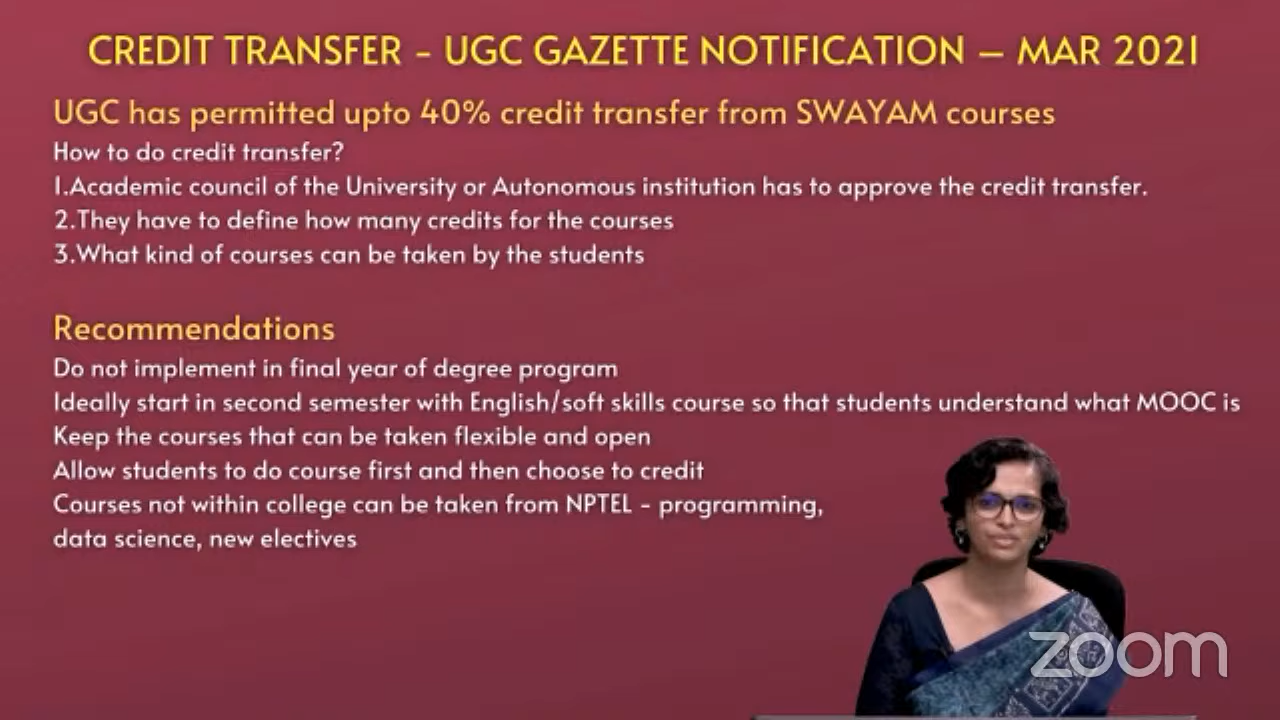 CREDIT TRANSFER - UGC GAZETTE NOTIFICATION – MAR 2021
UGC has permitted upto 40% credit transfer from SWAYAM courses
How to do credit transfer?
1.Academic council of the University or Autonomous institution has to approve the credit transfer.
2.They have to define how many credits for the courses
3.What kind of courses can be taken by the students
Recommendations
Do not implement in final year of degree program
Ideally start in second semester with English/soft skills course so that students understand what MOOC is
Keep the courses that can be taken flexible and open
Allow students to do course first and then choose to credit
Courses not within college can be taken from NPTEL - programming,
data science, new electives
zoom